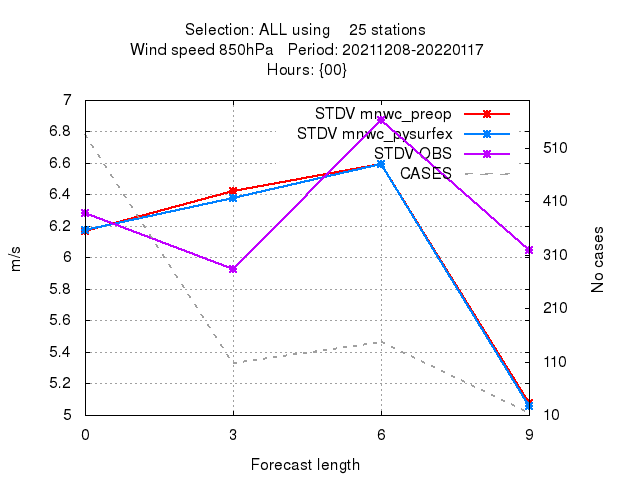 Selection: ALL using 25 stations
Wind speed 850hPa Period: 20211208-20220117
Hours: {00}
7
6.8
6.6
6.4
6.2
6
5.8
5.6
5.4
5.2
5
m/s
STDV mnwc_preop
STDV mnwc_pysurfex
STDV OBS
CASES
510
410
310
210
110
10
No cases
0 3 6 9
Forecast length